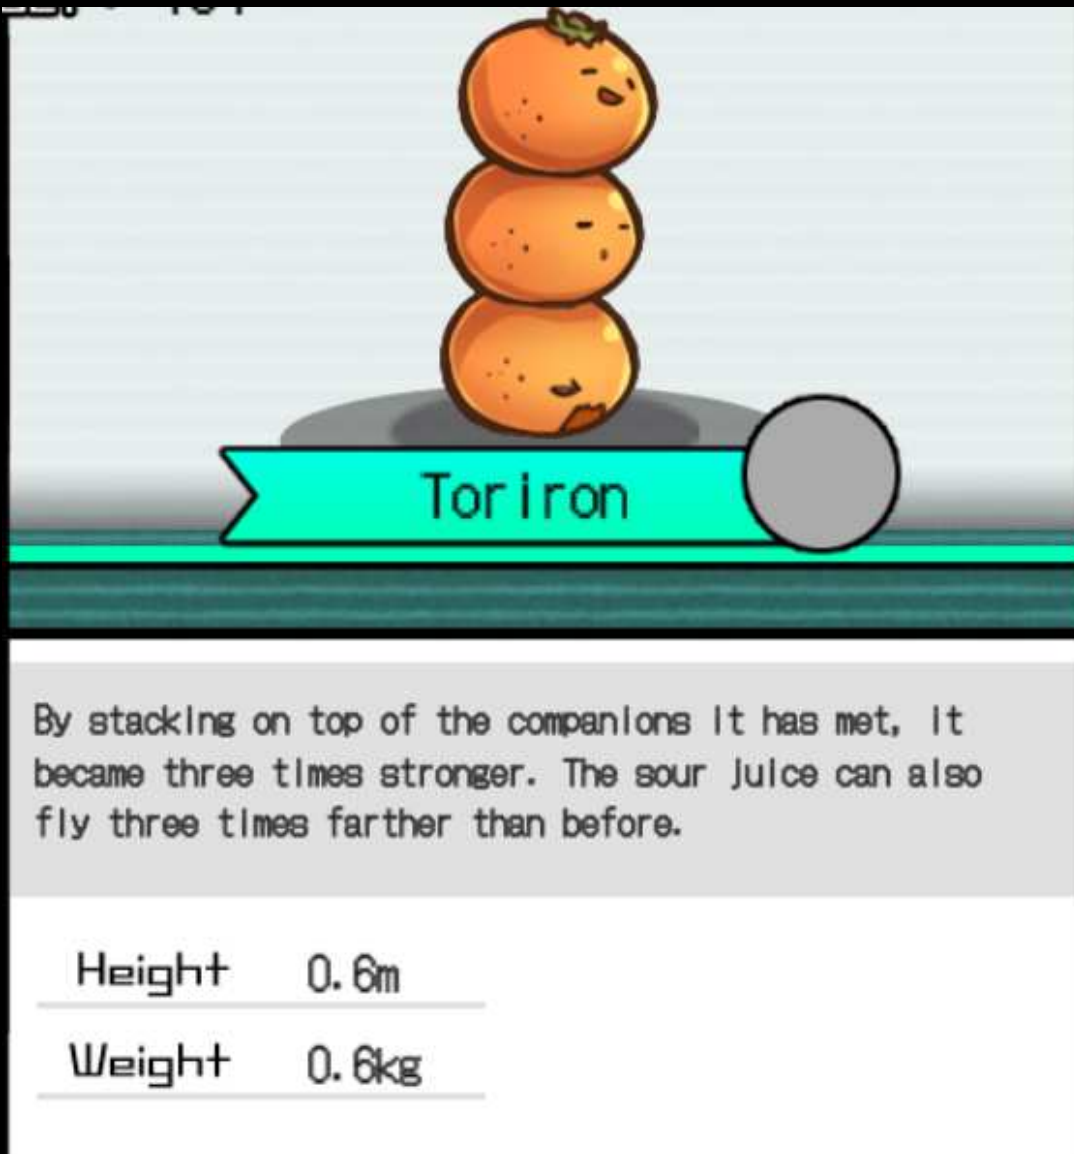 Toriron
By stacking on top of the companions it has met, it
became three times stronger. The sour juice can also
fly three times farther than before.
Height 0.6m
Weight 0.6kg